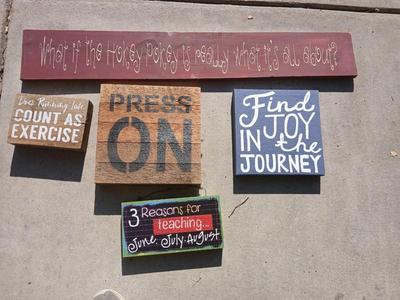 What if the Hokey Pokey is really what it's all about?
Does Running Late
COUNT AS
EXERCISE
PRESS
ON
Find
JOY
IN the
JOURNEY
3 Reasons for
teaching...
June, July, August